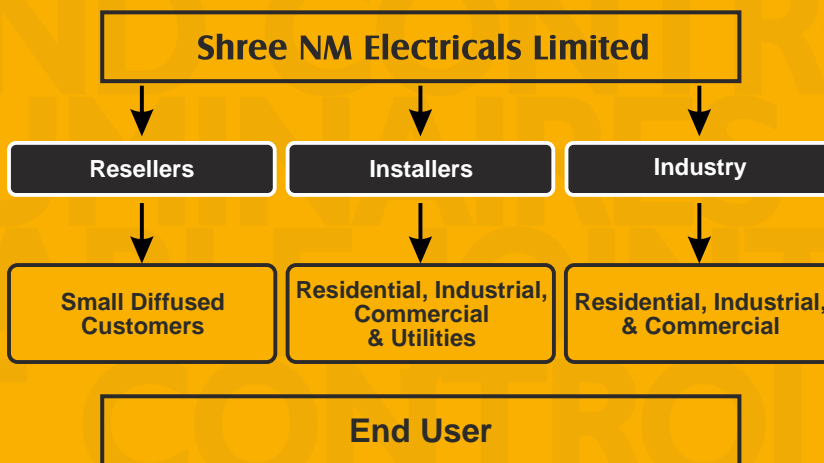 Shree NM Electricals Limited
Resellers
Installers
Industry
Small Diffused
Customers
Residential, Industrial,
Commercial
& Utilities
Residential, Industrial,
& Commercial
End User